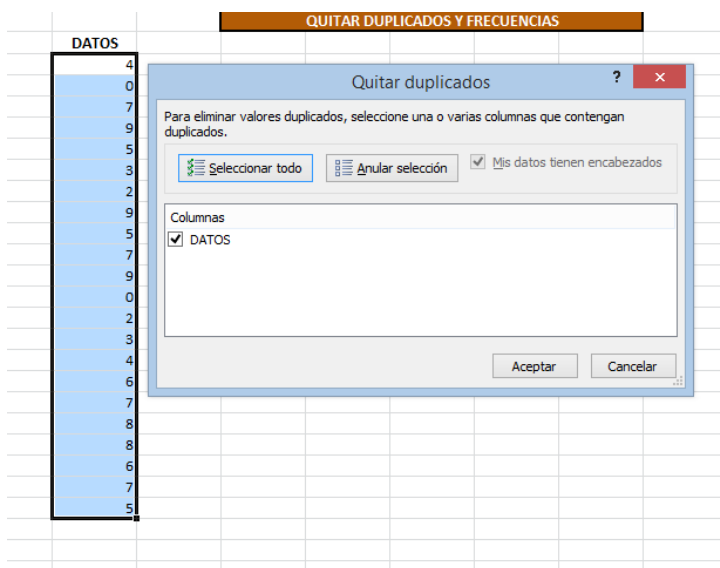 QUITAR DUPLICADOS Y FRECUENCIAS
DATOS
4
0
7
9
5
3
2
9
5
7
9
0
2
3
4
6
7
8
8
6
7
5
Quitar duplicados
?
×
Para eliminar valores duplicados, seleccione una o varias columnas que contengan
duplicados.
Seleccionar todo
Anular selección
Mis datos tienen encabezados
Columnas
DATOS
Aceptar
Cancelar